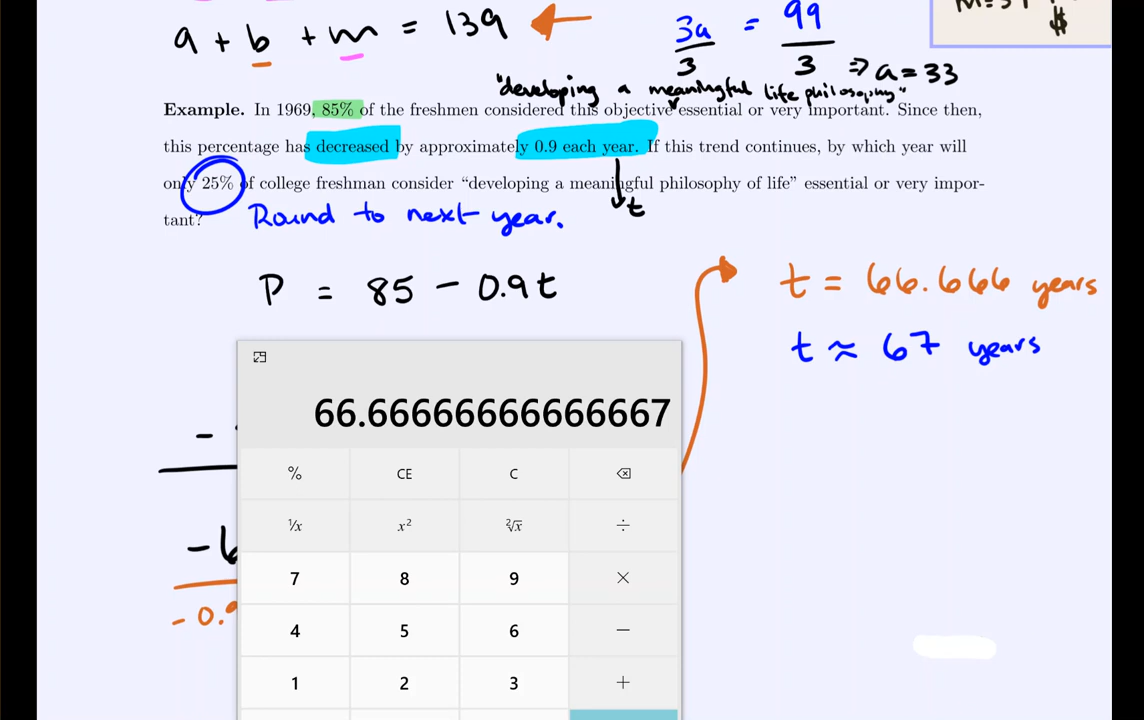 a + b + m = 139
3a/3 = 99/3 ⇒ a = 33
"developing a meaningful life philosophy"
Example. In 1969, 85% of the freshmen considered this objective essential or very important. Since then,
this percentage has decreased by approximately 0.9 each year. If this trend continues, by which year will
only 25% of college freshman consider “developing a meaningful philosophy of life” essential or very impor-
tant? Round to next year.
t
P = 85 − 0.9t
t = 66.666 years
t ≈ 67 years
66.66666666666667
% CE C ⌫
¹/x x² ²√x ÷
7 8 9 ×
4 5 6 −
1 2 3 +
-
-6
-0.9